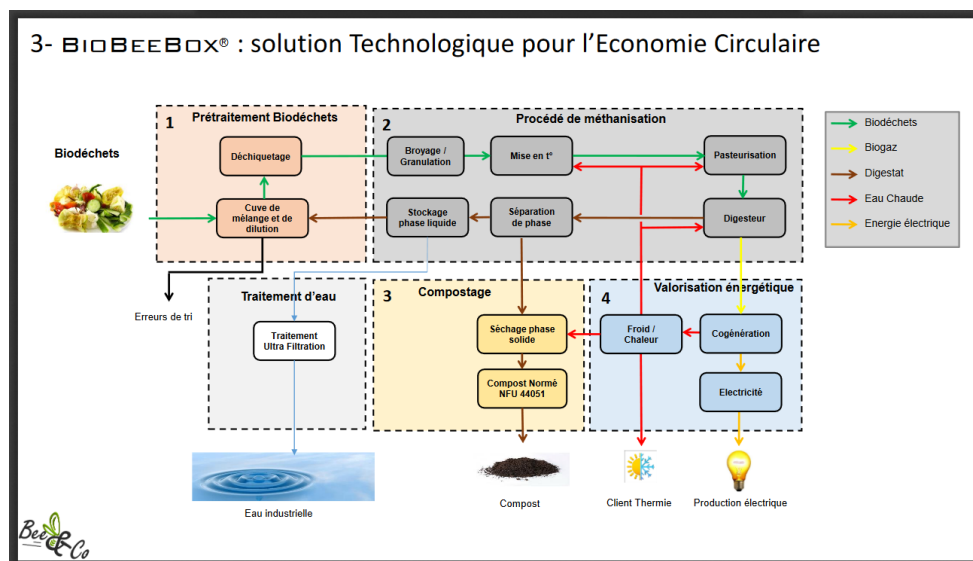 3- BIOBEEBOX® : solution Technologique pour l'Economie Circulaire
1 Prétraitement Biodéchets
2 Procédé de méthanisation
Biodéchets
Déchiquetage
Cuve de
mélange et de
dilution
Broyage /
Granulation
Mise en t°
Pasteurisation
Stockage
phase liquide
Séparation
de phase
Digesteur
Biodéchets
Biogaz
Digestat
Eau Chaude
Energie électrique
Erreurs de tri
Traitement d'eau
Traitement
Ultra Filtration
3 Compostage
Séchage phase
solide
Compost Normé
NFU 44051
4 Valorisation énergétique
Froid /
Chaleur
Cogénération
Electricité
Eau industrielle
Compost
Client Thermie
Production électrique
Bee & Co